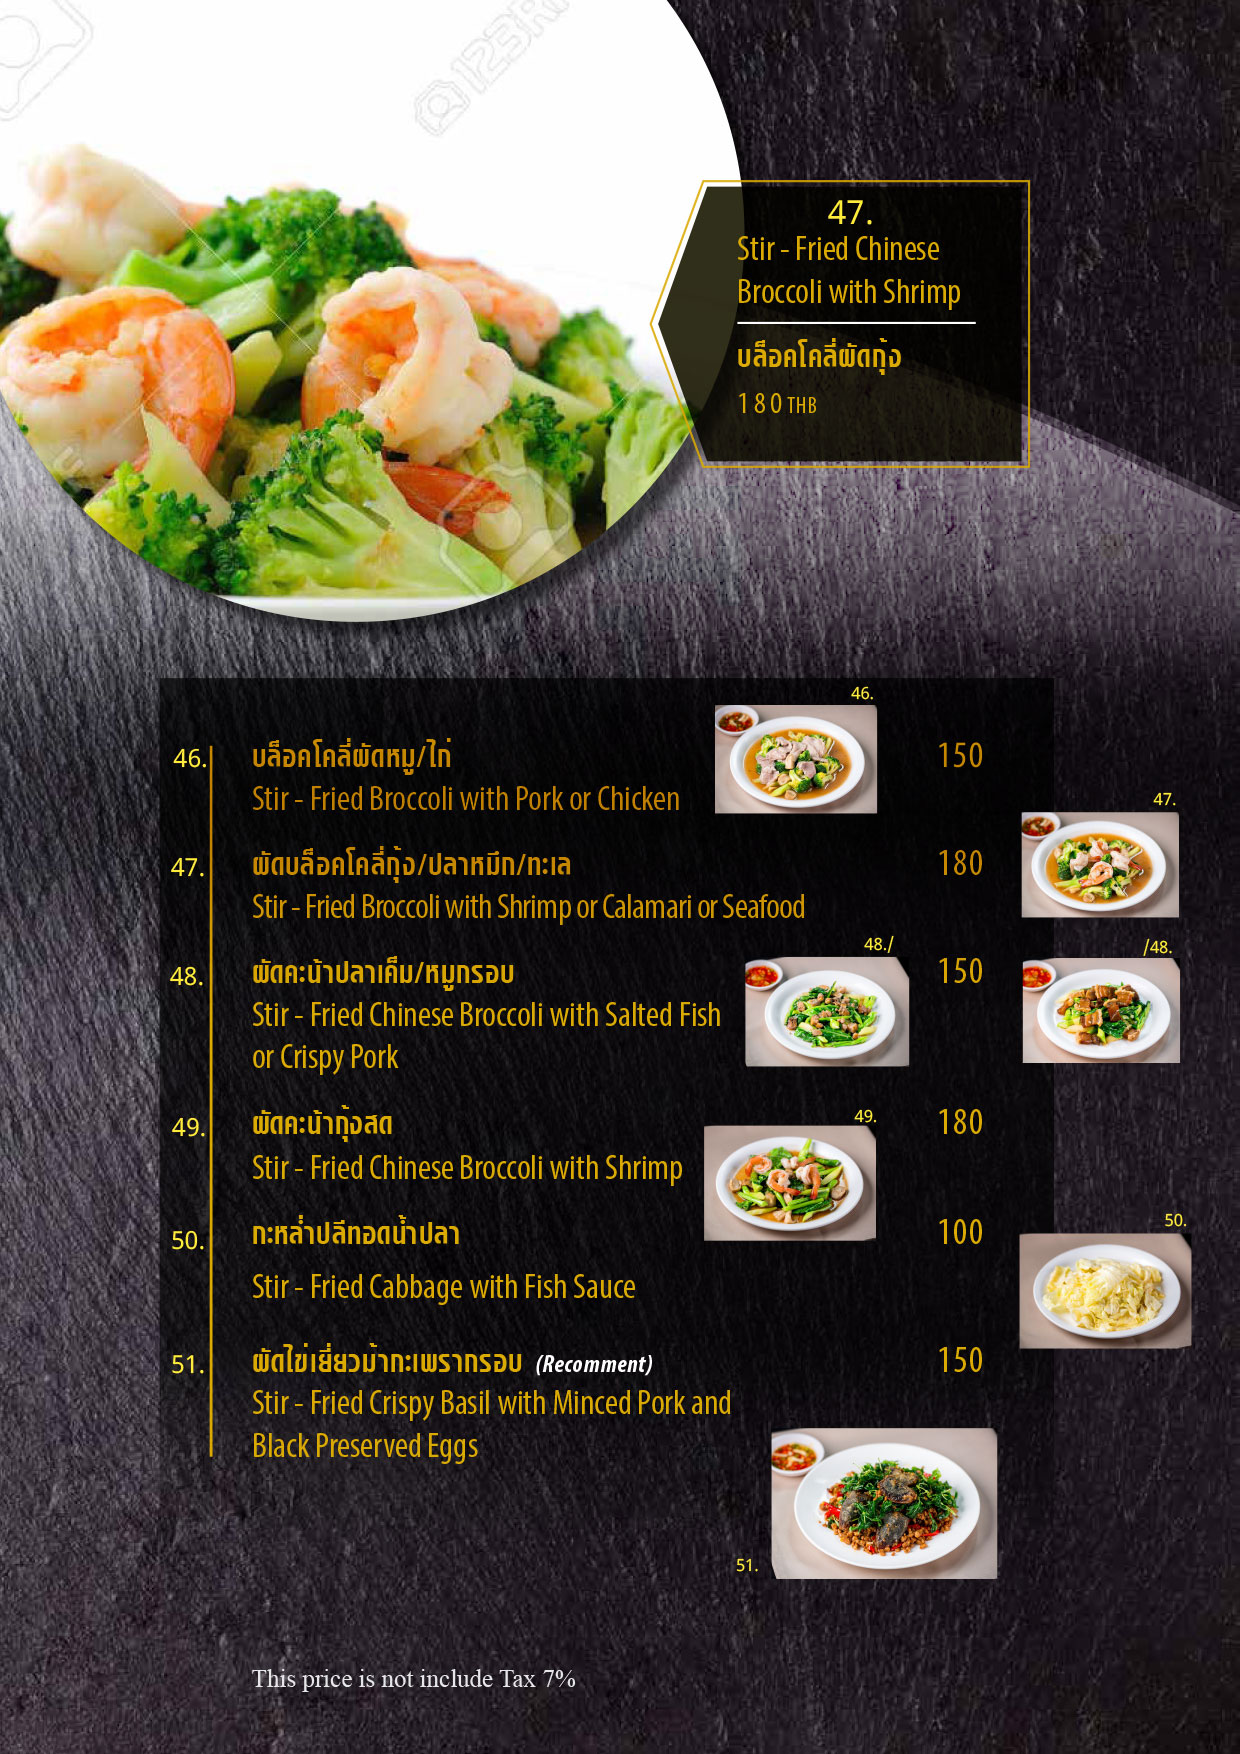 123RF
47.
Stir - Fried Chinese
Broccoli with Shrimp
บล็อคโคลี่ผัดกุ้ง
180 THB
46.
46.
บล็อคโคลี่ผัดหมู/ไก่
150
Stir - Fried Broccoli with Pork or Chicken
47.
47.
ผัดบล็อคโคลี่กุ้ง/ปลาหมึก/ทะเล
180
Stir - Fried Broccoli with Shrimp or Calamari or Seafood
48./
/48.
48.
ผัดคะน้าปลาเค็ม/หมูกรอบ
150
Stir - Fried Chinese Broccoli with Salted Fish
or Crispy Pork
49.
49.
ผัดคะน้ากุ้งสด
180
Stir - Fried Chinese Broccoli with Shrimp
50.
50.
กะหล่ำปลีทอดน้ำปลา
100
Stir - Fried Cabbage with Fish Sauce
51.
ผัดไข่เยี่ยวม้ากะเพรากรอบ (Recomment)
150
Stir - Fried Crispy Basil with Minced Pork and
Black Preserved Eggs
51.
This price is not include Tax 7%